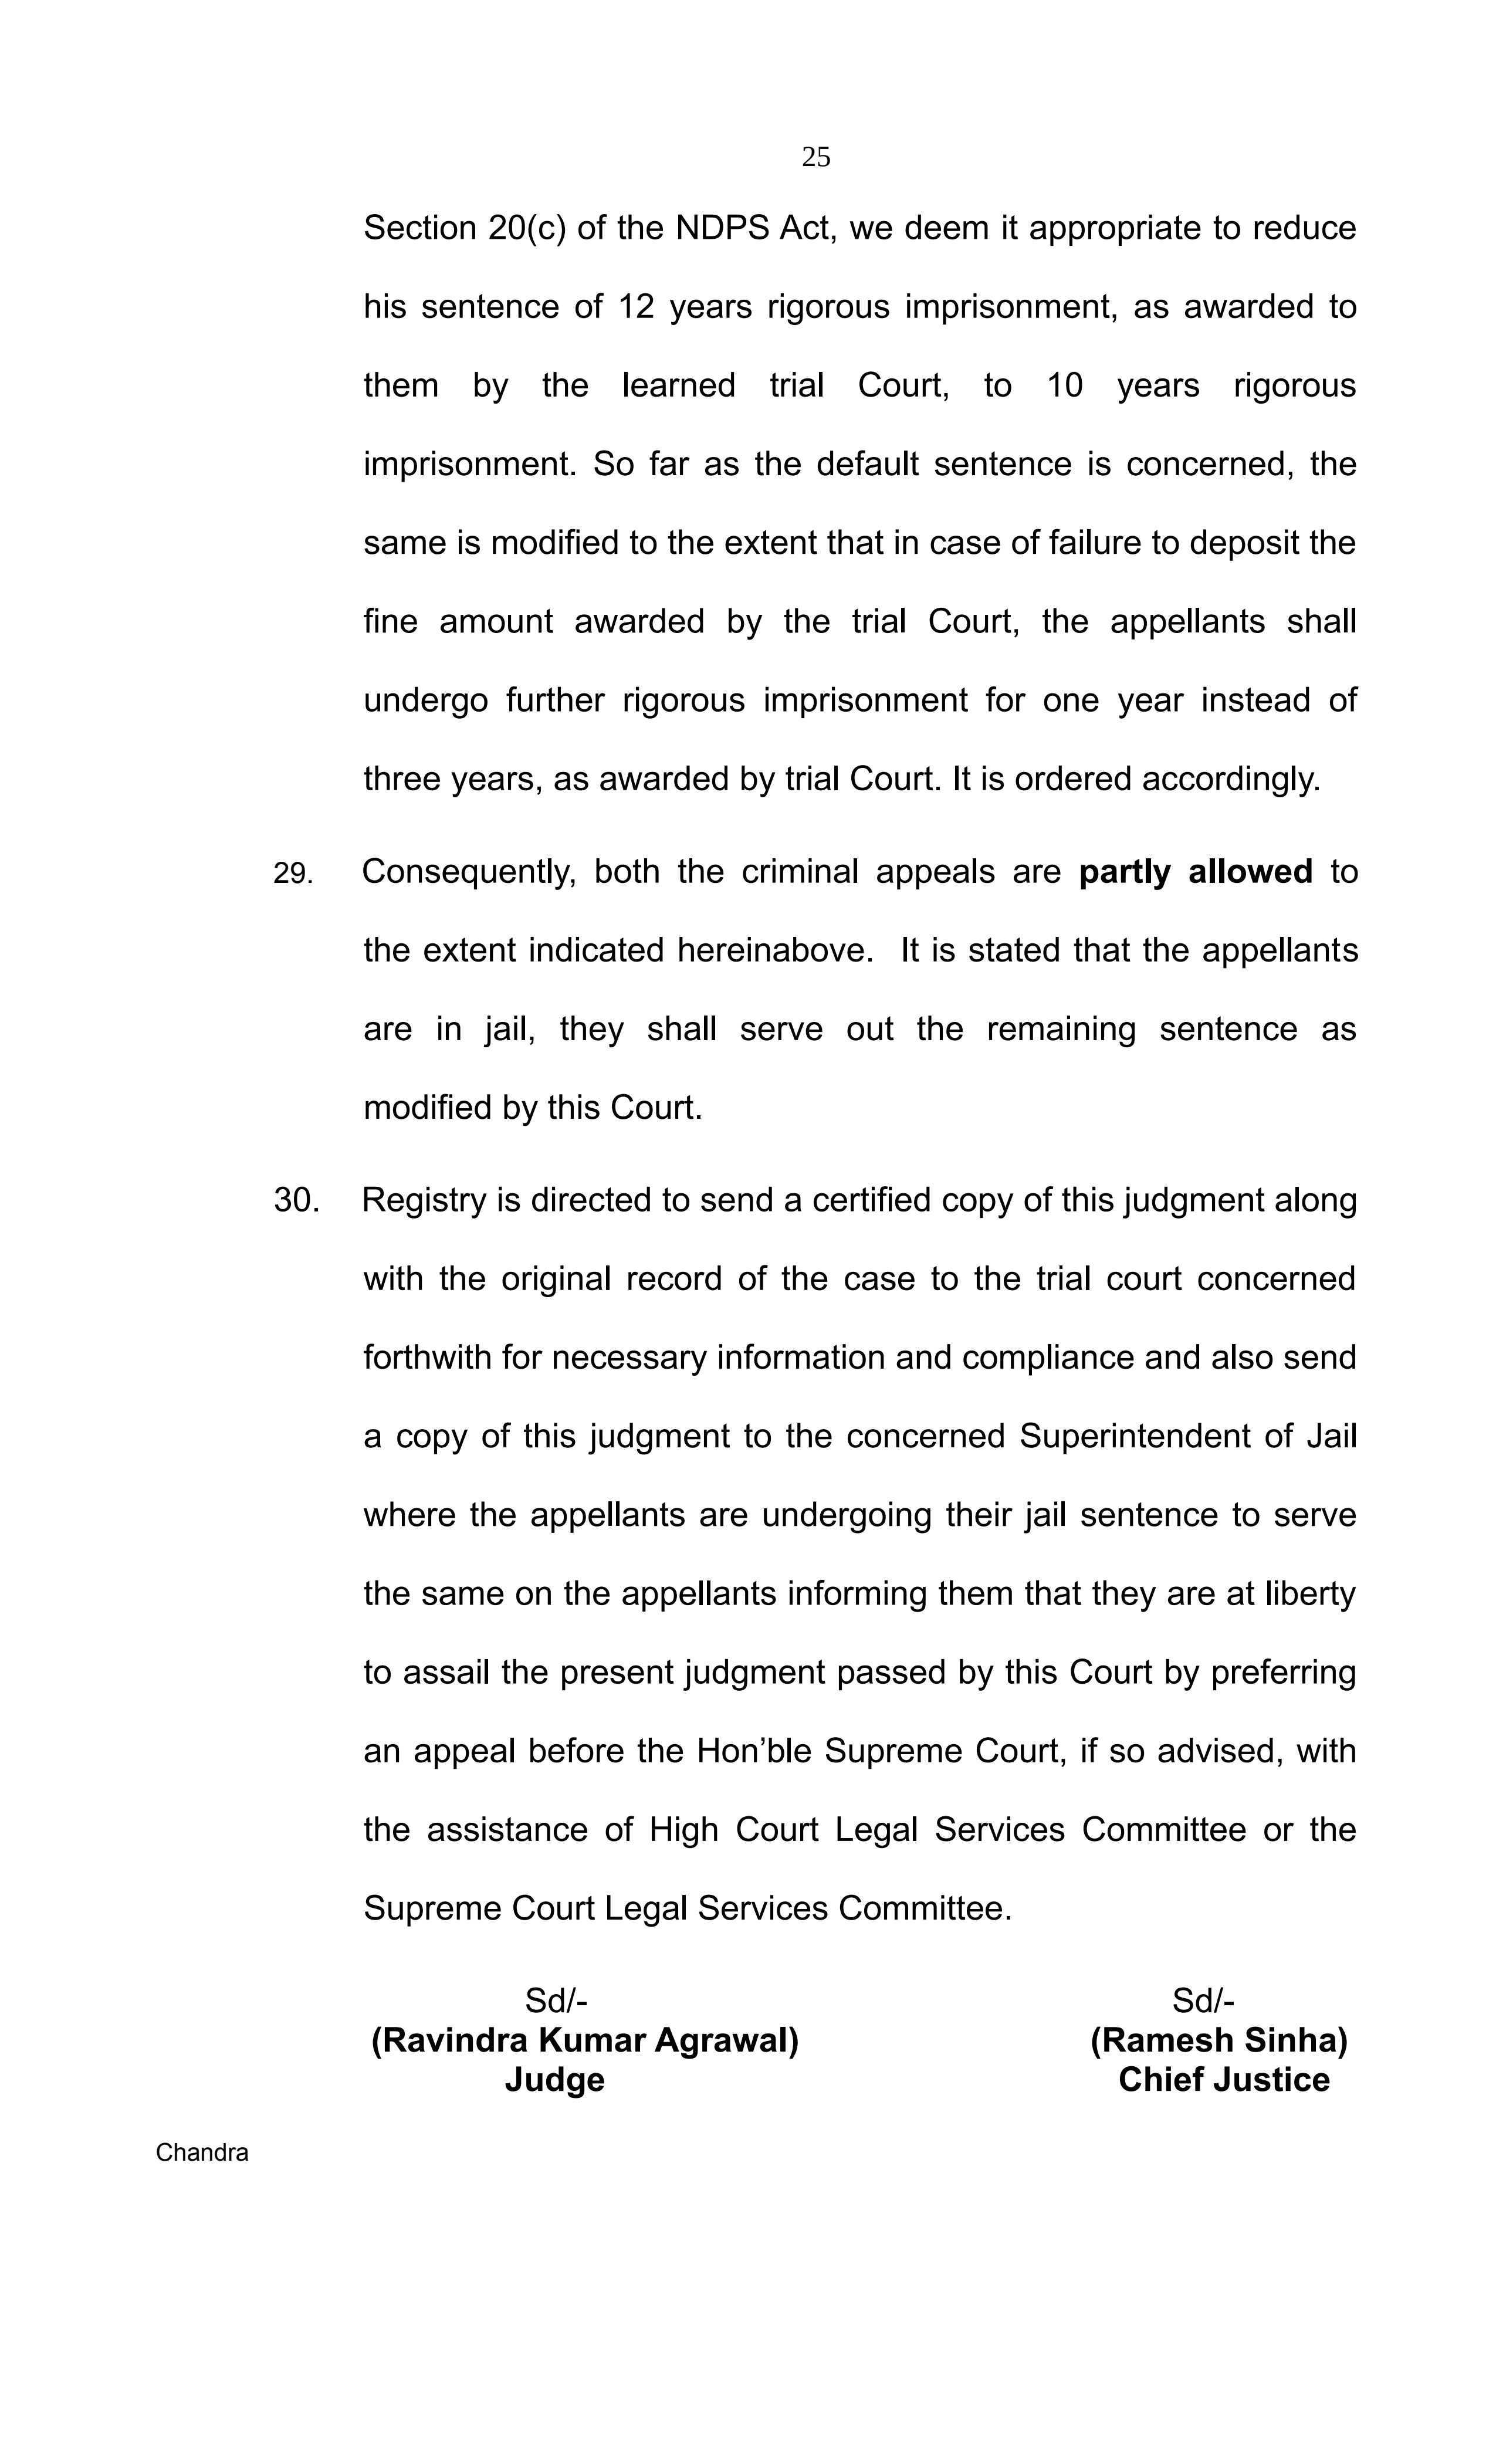 25
Section 20(c) of the NDPS Act, we deem it appropriate to reduce
his sentence of 12 years rigorous imprisonment, as awarded to
them by the learned trial Court, to 10 years rigorous
imprisonment. So far as the default sentence is concerned, the
same is modified to the extent that in case of failure to deposit the
fine amount awarded by the trial Court, the appellants shall
undergo further rigorous imprisonment for one year instead of
three years, as awarded by trial Court. It is ordered accordingly.
29. Consequently, both the criminal appeals are partly allowed to
the extent indicated hereinabove. It is stated that the appellants
are in jail, they shall serve out the remaining sentence as
modified by this Court.
30. Registry is directed to send a certified copy of this judgment along
with the original record of the case to the trial court concerned
forthwith for necessary information and compliance and also send
a copy of this judgment to the concerned Superintendent of Jail
where the appellants are undergoing their jail sentence to serve
the same on the appellants informing them that they are at liberty
to assail the present judgment passed by this Court by preferring
an appeal before the Hon’ble Supreme Court, if so advised, with
the assistance of High Court Legal Services Committee or the
Supreme Court Legal Services Committee.
Sd/- Sd/-
(Ravindra Kumar Agrawal) (Ramesh Sinha)
Judge Chief Justice
Chandra